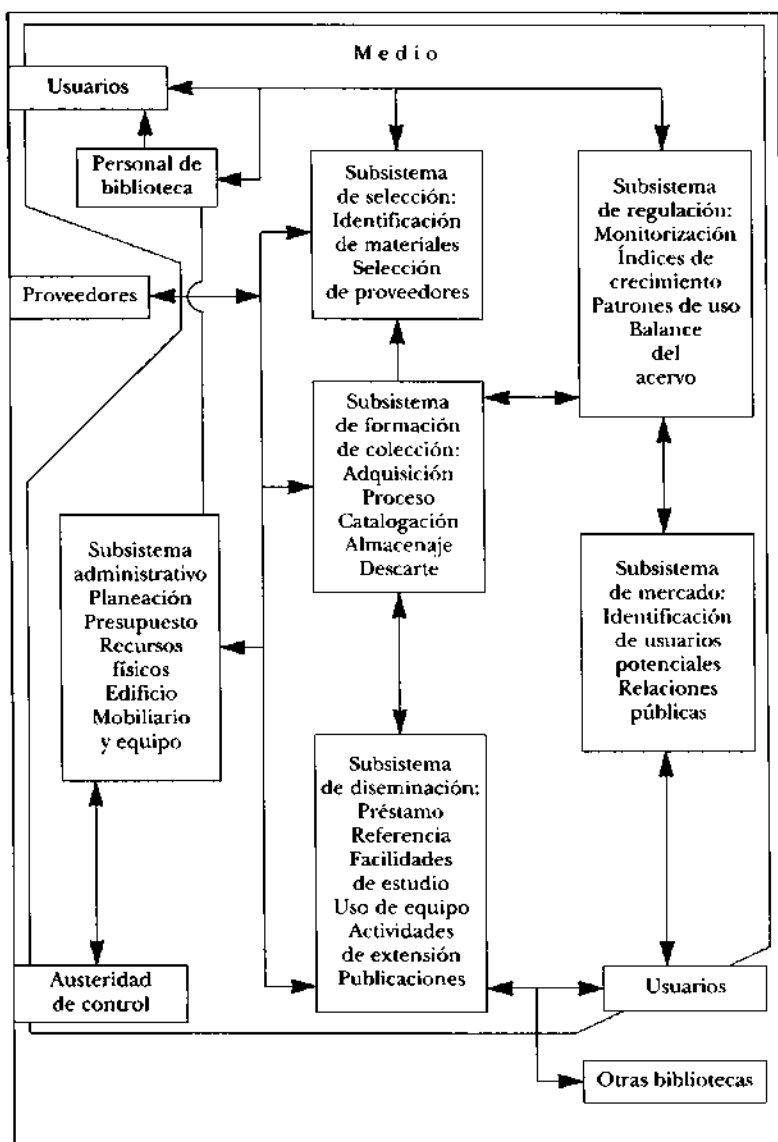 Medio
Usuarios
Personal de
biblioteca
Proveedores
Subsistema
de selección:
Identificación
de materiales
Selección
de proveedores
Subsistema
de regulación:
Monitorización
Índices de
crecimiento
Patrones de uso
Balance
del
acervo
Subsistema
de formación
de colección:
Adquisición
Proceso
Catalogación
Almacenaje
Descarte
Subsistema
administrativo
Planeación
Presupuesto
Recursos
físicos
Edificio
Mobiliario
y equipo
Subsistema
de mercado:
Identificación
de usuarios
potenciales
Relaciones
públicas
Subsistema
de diseminación:
Préstamo
Referencia
Facilidades
de estudio
Uso de equipo
Actividades
de extensión
Publicaciones
Austeridad
de control
Usuarios
Otras bibliotecas